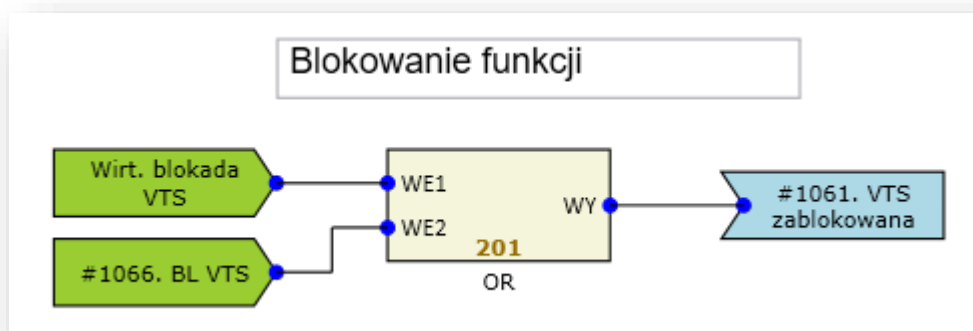 Blokowanie funkcji
Wirt. blokada
VTS
#1066. BL VTS
WE1
WE2
WY
201
OR
#1061. VTS
zablokowana